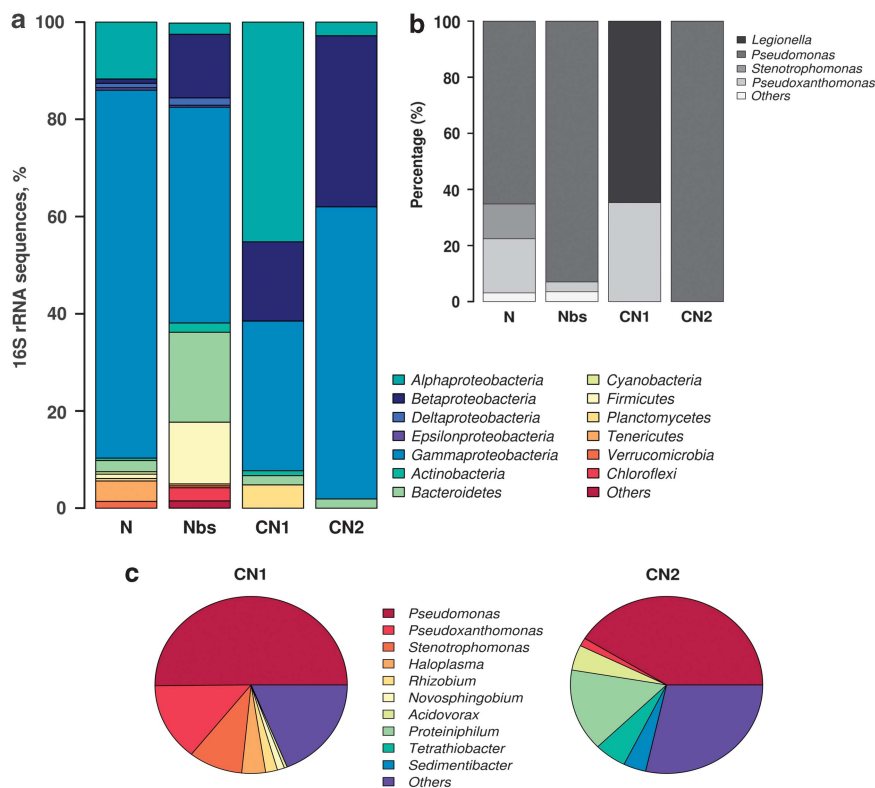 a
16S rRNA sequences, %
100
80
60
40
20
0
N
Nbs
CN1
CN2
Alphaproteobacteria
Betaproteobacteria
Deltaproteobacteria
Epsilonproteobacteria
Gammaproteobacteria
Actinobacteria
Bacteroidetes
Cyanobacteria
Firmicutes
Planctomycetes
Tenericutes
Verrucomicrobia
Chloroflexi
Others
b
Percentage (%)
100
80
60
40
20
0
N
Nbs
CN1
CN2
Legionella
Pseudomonas
Stenotrophomonas
Pseudoxanthomonas
Others
c
CN1
CN2
Pseudomonas
Pseudoxanthomonas
Stenotrophomonas
Haloplasma
Rhizobium
Novosphingobium
Acidovorax
Proteiniphilum
Tetrathiobacter
Sedimentibacter
Others